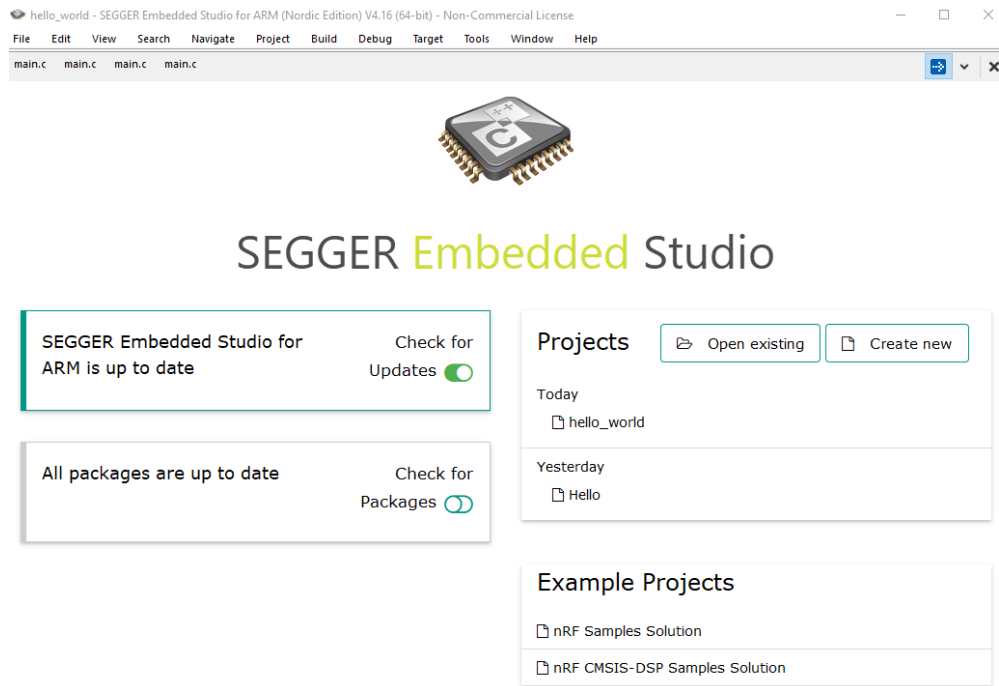 hello_world - SEGGER Embedded Studio for ARM (Nordic Edition) V4.16 (64-bit) - Non-Commercial License
File Edit View Search Navigate Project Build Debug Target Tools Window Help
main.c main.c main.c main.c
++
C
SEGGER Embedded Studio
SEGGER Embedded Studio for
ARM is up to date
Check for
Updates
All packages are up to date
Check for
Packages
Projects
Open existing
Create new
Today
hello_world
Yesterday
Hello
Example Projects
nRF Samples Solution
nRF CMSIS-DSP Samples Solution